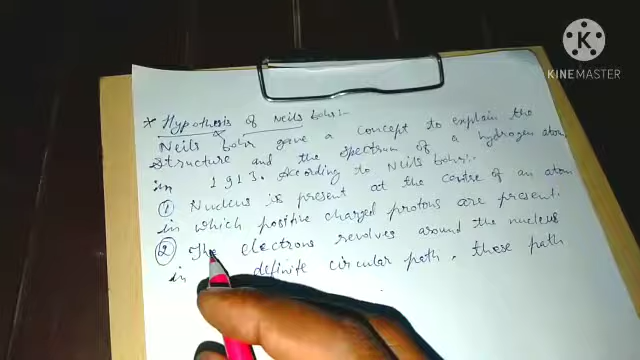 K
KINEMASTER
* Hypothesis of Neils bohr:-
Neils bohr gave a concept to explain the
structure and the spectrum of a hydrogen atom,
in 1913. According to Neils bohr:.
① Nucleus is present at the centre of an atom
in which positive charged protons are present.
② The electrons revolves around the nucleus
in definite circular path. These path